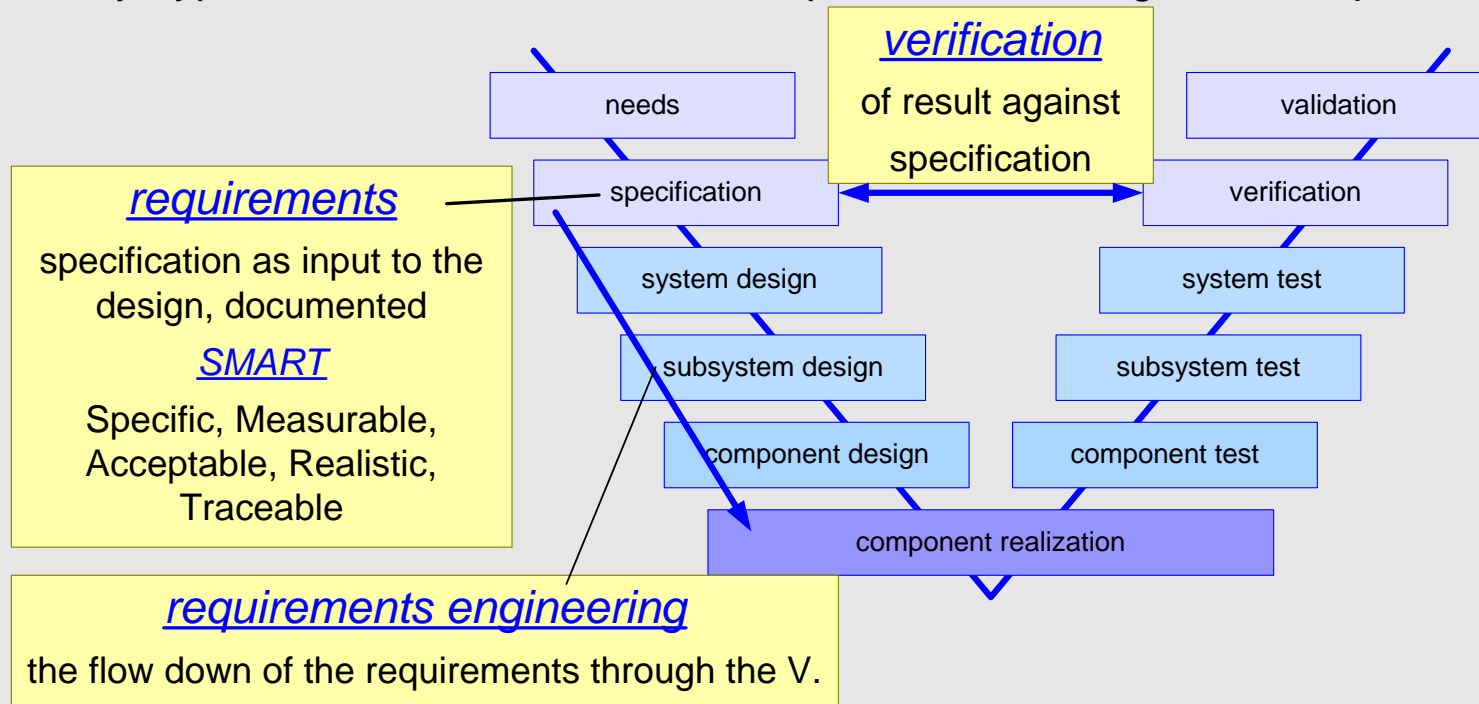 verification
of result against
specification
needs
validation
specification
verification
requirements
specification as input to the
design, documented
SMART
Specific, Measurable,
Acceptable, Realistic,
Traceable
system design
system test
subsystem design
subsystem test
component design
component test
component realization
requirements engineering
the flow down of the requirements through the V.